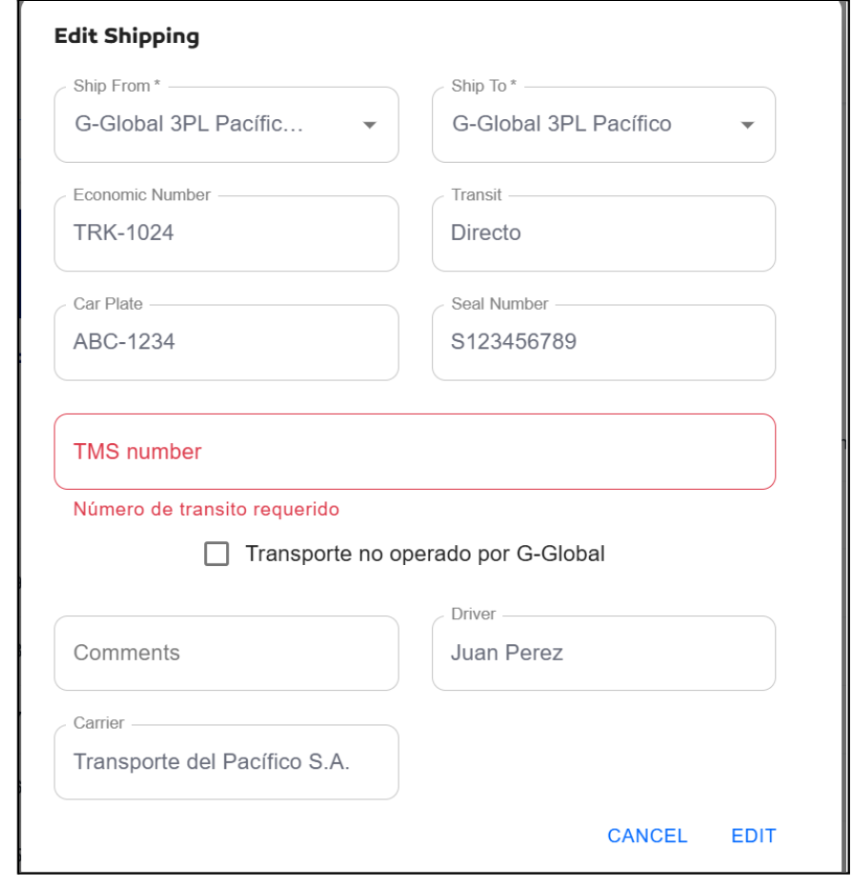 Edit Shipping
Ship From *
Ship To *
G-Global 3PL Pacífic...
G-Global 3PL Pacífico
Economic Number
Transit
TRK-1024
Directo
Car Plate
Seal Number
ABC-1234
S123456789
TMS number
Número de transito requerido
Transporte no operado por G-Global
Driver
Comments
Juan Perez
Carrier
Transporte del Pacífico S.A.
CANCEL
EDIT